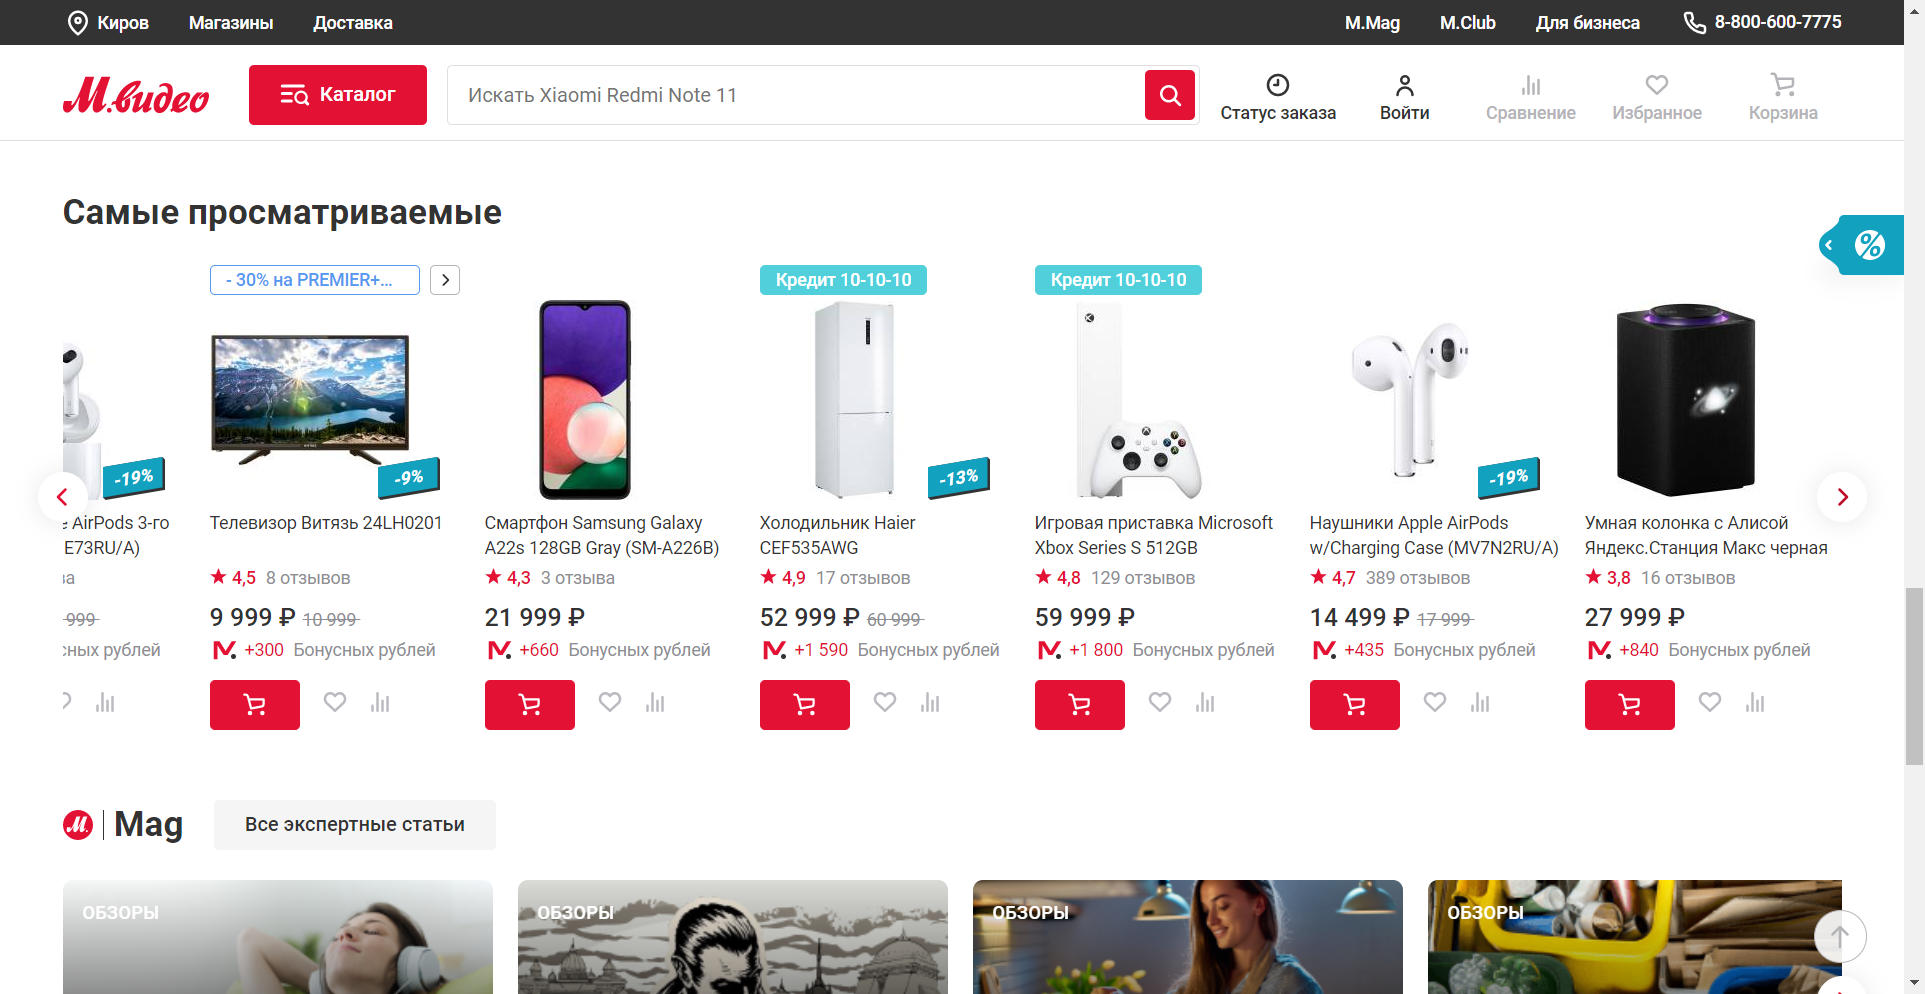 Киров
Магазины
Доставка
M.Mag
M.Club
Для бизнеса
8-800-600-7775
М.видео
Каталог
Искать Xiaomi Redmi Note 11
Статус заказа
Войти
Сравнение
Избранное
Корзина
Самые просматриваемые
%
-19%
AirPods 3-го
E73RU/A)
999
рублей
- 30% на PREMIER+...
-9%
Телевизор Витязь 24LH0201
4,5 8 отзывов
9 999 ₽ 10 999
+300 Бонусных рублей
Смартфон Samsung Galaxy
A22s 128GB Gray (SM-A226B)
4,3 3 отзыва
21 999 ₽
+660 Бонусных рублей
Кредит 10-10-10
-13%
Холодильник Haier
CEF535AWG
4,9 17 отзывов
52 999 ₽ 60 999
+1 590 Бонусных рублей
Кредит 10-10-10
Игровая приставка Microsoft
Xbox Series S 512GB
4,8 129 отзывов
59 999 ₽
+1 800 Бонусных рублей
-19%
Наушники Apple AirPods
w/Charging Case (MV7N2RU/A)
4,7 389 отзывов
14 499 ₽ 17 999
+435 Бонусных рублей
Умная колонка с Алисой
Яндекс.Станция Макс черная
3,8 16 отзывов
27 999 ₽
+840 Бонусных рублей
М. Mag
Все экспертные статьи
ОБЗОРЫ
ОБЗОРЫ
ОБЗОРЫ
ОБЗОРЫ